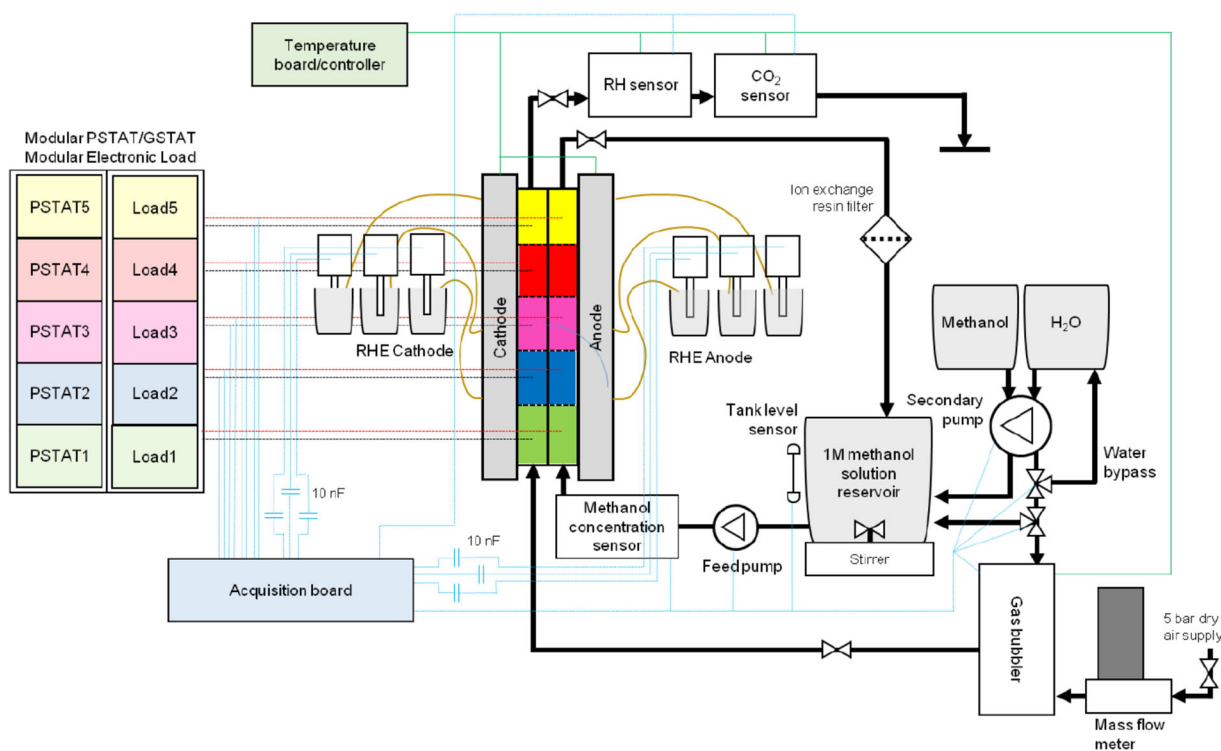 Temperature
board/controller
RH sensor
CO₂
sensor
Modular PSTAT/GSTAT
Modular Electronic Load
PSTAT5
Load5
PSTAT4
Load4
PSTAT3
Load3
PSTAT2
Load2
PSTAT1
Load1
Ion exchange
resin filter
RHE Cathode
Cathode
Anode
RHE Anode
Methanol
H₂O
Secondary
pump
Tank level
sensor
1M methanol
solution
reservoir
Water
bypass
10 nF
Methanol
concentration
sensor
10 nF
Feed pump
Stirrer
Acquisition board
Gas bubbler
5 bar dry
air supply
Mass flow
meter